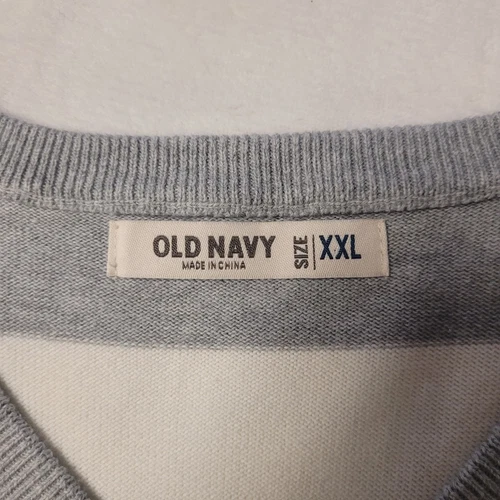 OLD NAVY
MADE IN CHINA
SIZE
XXL